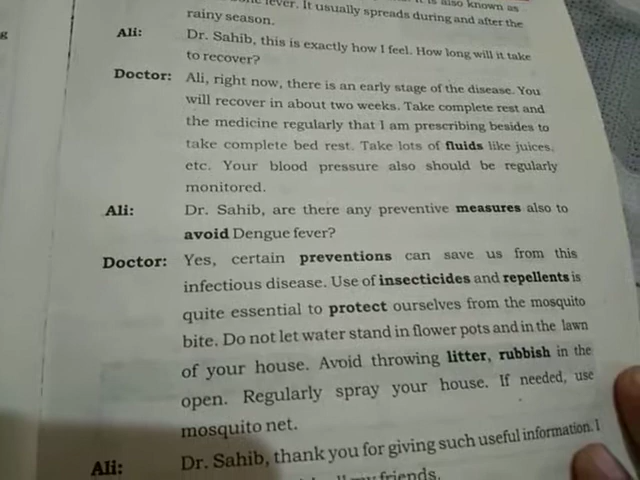 fever. It usually spreads during and after the
rainy season.
Ali: Dr. Sahib, this is exactly how I feel. How long will it take
to recover?
Doctor: Ali, right now, there is an early stage of the disease. You
will recover in about two weeks. Take complete rest and
the medicine regularly that I am prescribing besides to
take complete bed rest. Take lots of fluids like juices,
etc. Your blood pressure also should be regularly
monitored.
Ali: Dr. Sahib, are there any preventive measures also to
avoid Dengue fever?
Doctor: Yes, certain preventions can save us from this
infectious disease. Use of insecticides and repellents is
quite essential to protect ourselves from the mosquito
bite. Do not let water stand in flower pots and in the lawn
of your house. Avoid throwing litter, rubbish in the
open. Regularly spray your house. If needed, use
mosquito net.
Ali: Dr. Sahib, thank you for giving such useful information. I
friends.